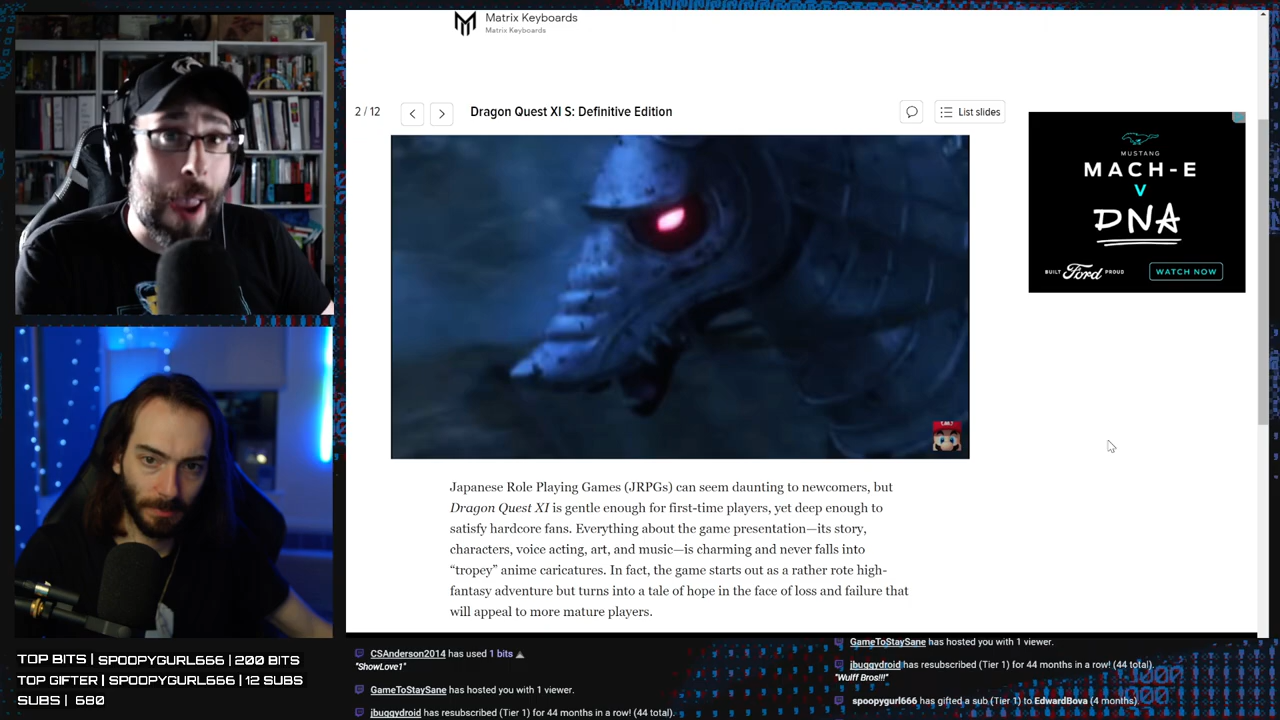 Matrix Keyboards
Matrix Keyboards
2 / 12
Dragon Quest XI S: Definitive Edition
List slides
MUSTANG
MACH-E
V
DNA
BUILT Ford PROUD
WATCH NOW
Japanese Role Playing Games (JRPGs) can seem daunting to newcomers, but
Dragon Quest XI is gentle enough for first-time players, yet deep enough to
satisfy hardcore fans. Everything about the game presentation—its story,
characters, voice acting, art, and music—is charming and never falls into
“tropey” anime caricatures. In fact, the game starts out as a rather rote high-
fantasy adventure but turns into a tale of hope in the face of loss and failure that
will appeal to more mature players.
TOP BITS | SPOOPYGURL666 | 200 BITS
TOP GIFTER | SPOOPYGURL666 | 12 SUBS
SUBS | 680
CSAnderson2014 has used 1 bits
"ShowLove1"
GameToStaySane has hosted you with 1 viewer.
jbuggydroid has resubscribed (Tier 1) for 44 months in a row! (44 total).
GameToStaySane has hosted you with 1 viewer.
jbuggydroid has resubscribed (Tier 1) for 44 months in a row! (44 total).
"Wulff Bros!!!"
spoopygurl666 has gifted a sub (Tier 1) to EdwardBova (4 months).